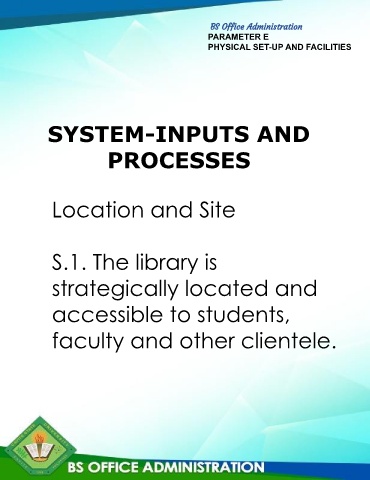 BS Office Administration
PARAMETER E
PHYSICAL SET-UP AND FACILITIES
SYSTEM-INPUTS AND
PROCESSES
Location and Site
S.1. The library is
strategically located and
accessible to students,
faculty and other clientele.
BS OFFICE ADMINISTRATION